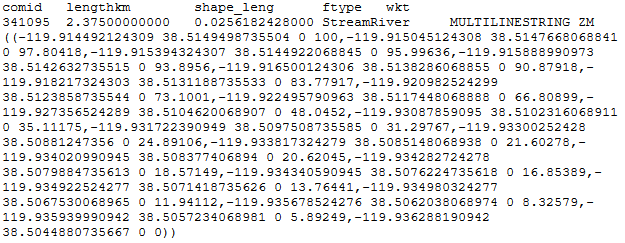 comid lengthkm shape_leng ftype wkt
341095 2.37500000000 0.0256182428000 StreamRiver MULTILINESTRING ZM
((-119.914492124309 38.5149498735504 0 100,-119.915045124308 38.5147668068841
0 97.80418,-119.915394324307 38.5144922068845 0 95.99636,-119.915888990973
38.5142632735515 0 93.8956,-119.916500124306 38.5138286068855 0 90.87918,-
119.918217324303 38.5131188735533 0 83.77917,-119.920982524299
38.5123858735544 0 73.1001,-119.922495790963 38.5117448068888 0 66.80899,-
119.927356524289 38.5104620068907 0 48.0452,-119.93087859095 38.5102316068911
0 35.11175,-119.931722390949 38.5097508735585 0 31.29767,-119.93300252428
38.50881247356 0 24.89106,-119.933817324279 38.5085148068938 0 21.60278,-
119.934020990945 38.508377406894 0 20.62045,-119.934282724278
38.5079884735613 0 18.57149,-119.934340590945 38.5076224735618 0 16.85389,-
119.934922524277 38.5071418735626 0 13.76441,-119.934980324277
38.5067530068965 0 11.94112,-119.935678524276 38.5062038068974 0 8.32579,-
119.935939990942 38.5057234068981 0 5.89249,-119.936288190942
38.5044880735667 0 0))